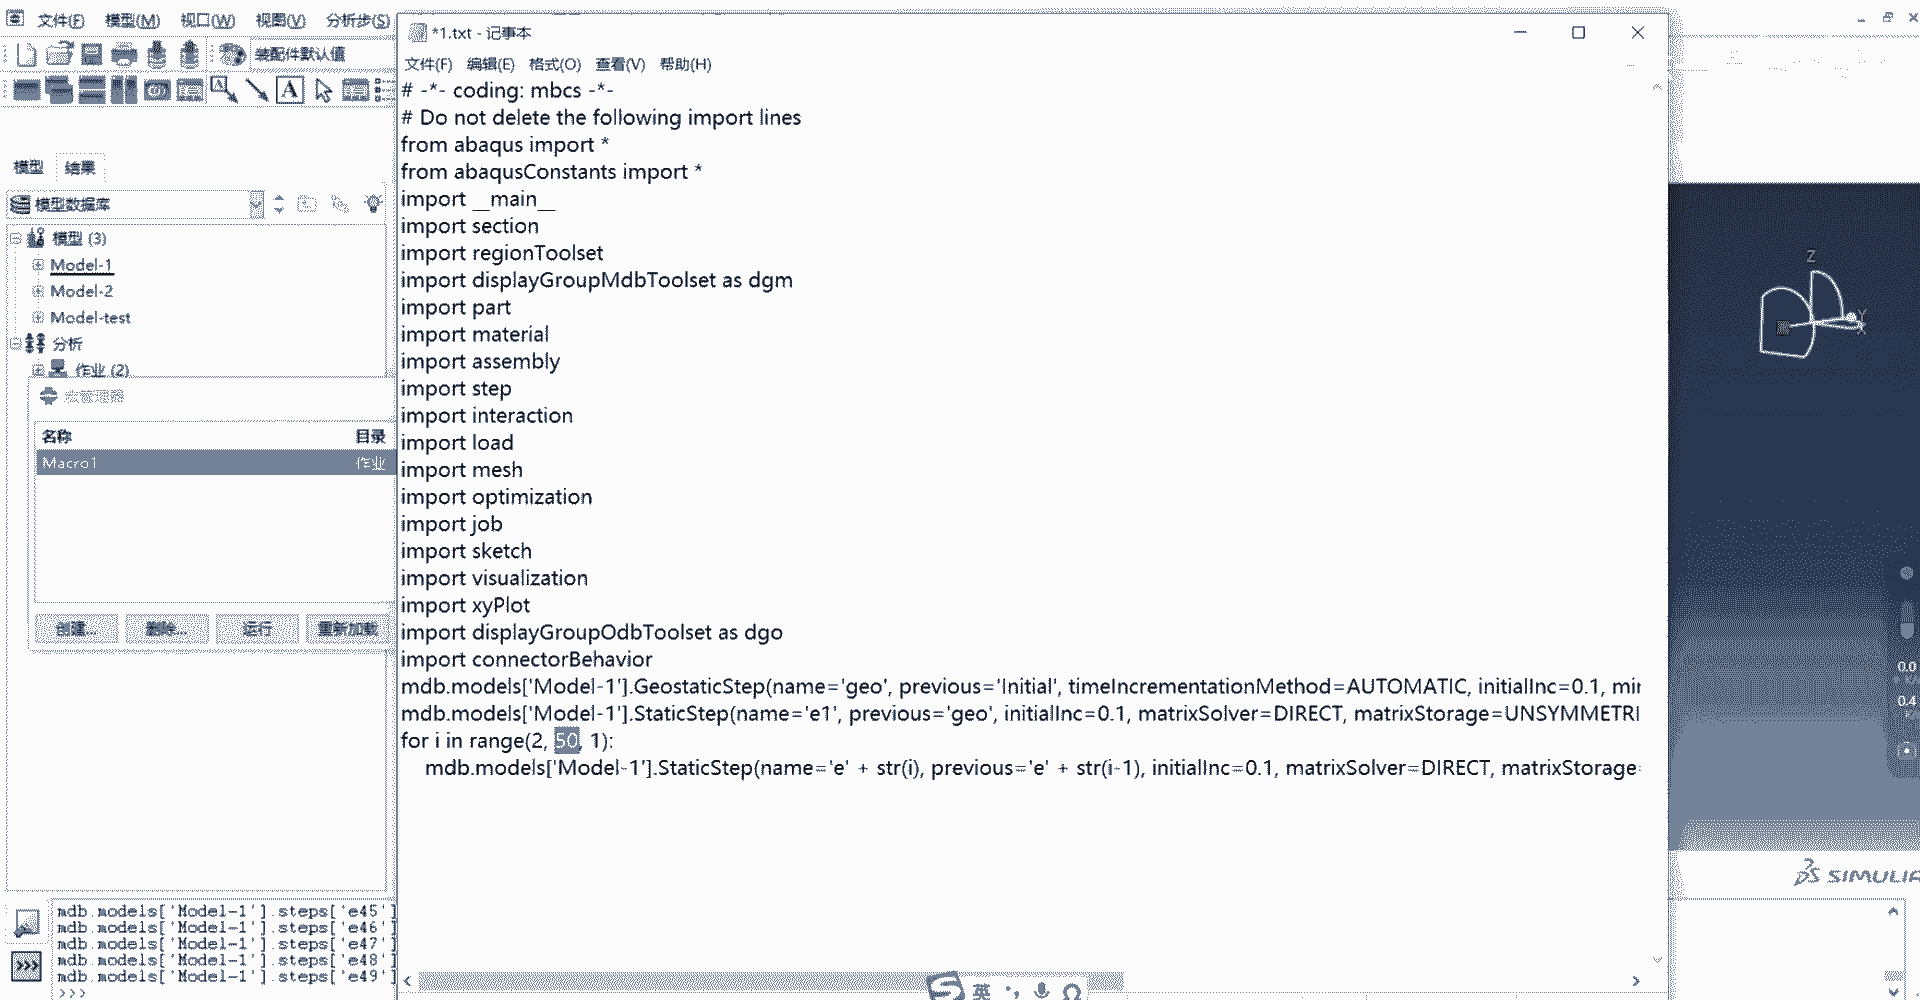 文件(F) 模型(M) 视口(W) 视图(V) 分析步(S)
装配件默认值
模型 结果
模型数据库
模型 (3)
Model-1
Model-2
Model-test
分析
作业 (2)
宏管理器
名称 目录
Macro1 作业
创建... 删除... 运行 重新加载
mdb.models['Model-1'].steps['e45']
mdb.models['Model-1'].steps['e46']
mdb.models['Model-1'].steps['e47']
mdb.models['Model-1'].steps['e48']
mdb.models['Model-1'].steps['e49']
>>>
*1.txt - 记事本
文件(F) 编辑(E) 格式(O) 查看(V) 帮助(H)
# -*- coding: mbcs -*-
# Do not delete the following import lines
from abaqus import *
from abaqusConstants import *
import __main__
import section
import regionToolset
import displayGroupMdbToolset as dgm
import part
import material
import assembly
import step
import interaction
import load
import mesh
import optimization
import job
import sketch
import visualization
import xyPlot
import displayGroupOdbToolset as dgo
import connectorBehavior
mdb.models['Model-1'].GeostaticStep(name='geo', previous='Initial', timeIncrementationMethod=AUTOMATIC, initialInc=0.1, mi
mdb.models['Model-1'].StaticStep(name='e1', previous='geo', initialInc=0.1, matrixSolver=DIRECT, matrixStorage=UNSYMMETRI
for i in range(2, 50, 1):
    mdb.models['Model-1'].StaticStep(name='e' + str(i), previous='e' + str(i-1), initialInc=0.1, matrixSolver=DIRECT, matrixStorage=
英
Z
Y
X
0.0
0.4
SIMULIA